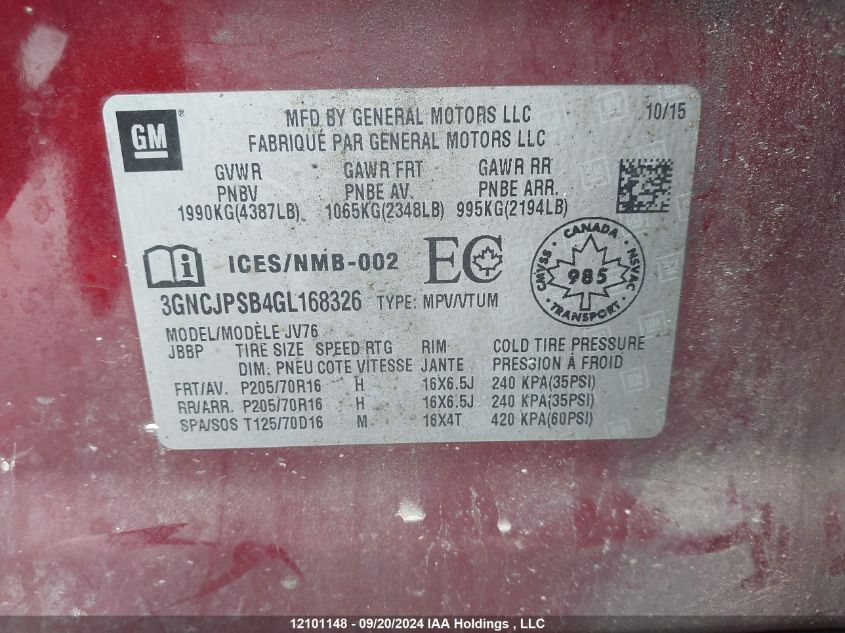 GM
®
MFD BY GENERAL MOTORS LLC 10/15
FABRIQUÉ PAR GENERAL MOTORS LLC
GVWR GAWR FRT GAWR RR
PNBV PNBE AV. PNBE ARR.
1990KG(4387LB) 1065KG(2348LB) 995KG(2194LB)
i ICES/NMB-002 EC
CANADA
CMVSS 985 NSVAC
TRANSPORT
3GNCJPSB4GL168326 TYPE: MPV/VTUM
MODEL/MODÈLE JV76
JBBP TIRE SIZE SPEED RTG RIM COLD TIRE PRESSURE
DIM. PNEU COTE VITESSE JANTE PRESSION À FROID
FRT/AV. P205/70R16 H 16X6.5J 240 KPA(35PSI)
RR/ARR. P205/70R16 H 16X6.5J 240 KPA(35PSI)
SPA/SOS T125/70D16 M 16X4T 420 KPA(60PSI)
12101148 - 09/20/2024 IAA Holdings , LLC